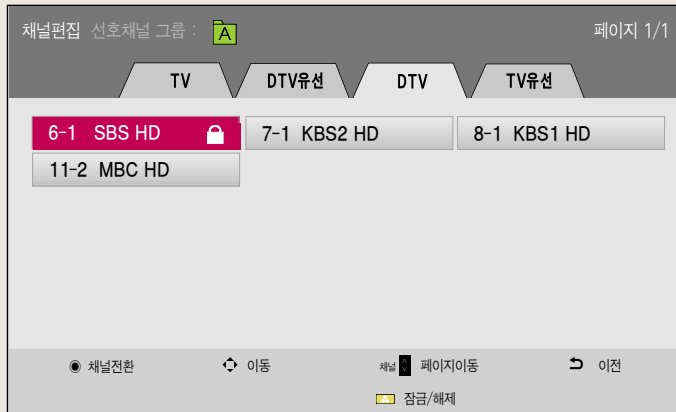 채널편집 선호채널 그룹 : A 페이지 1/1
TV DTV유선 DTV TV유선
6-1 SBS HD 7-1 KBS2 HD 8-1 KBS1 HD
11-2 MBC HD
채널전환 이동 채널 페이지이동 이전
잠금/해제